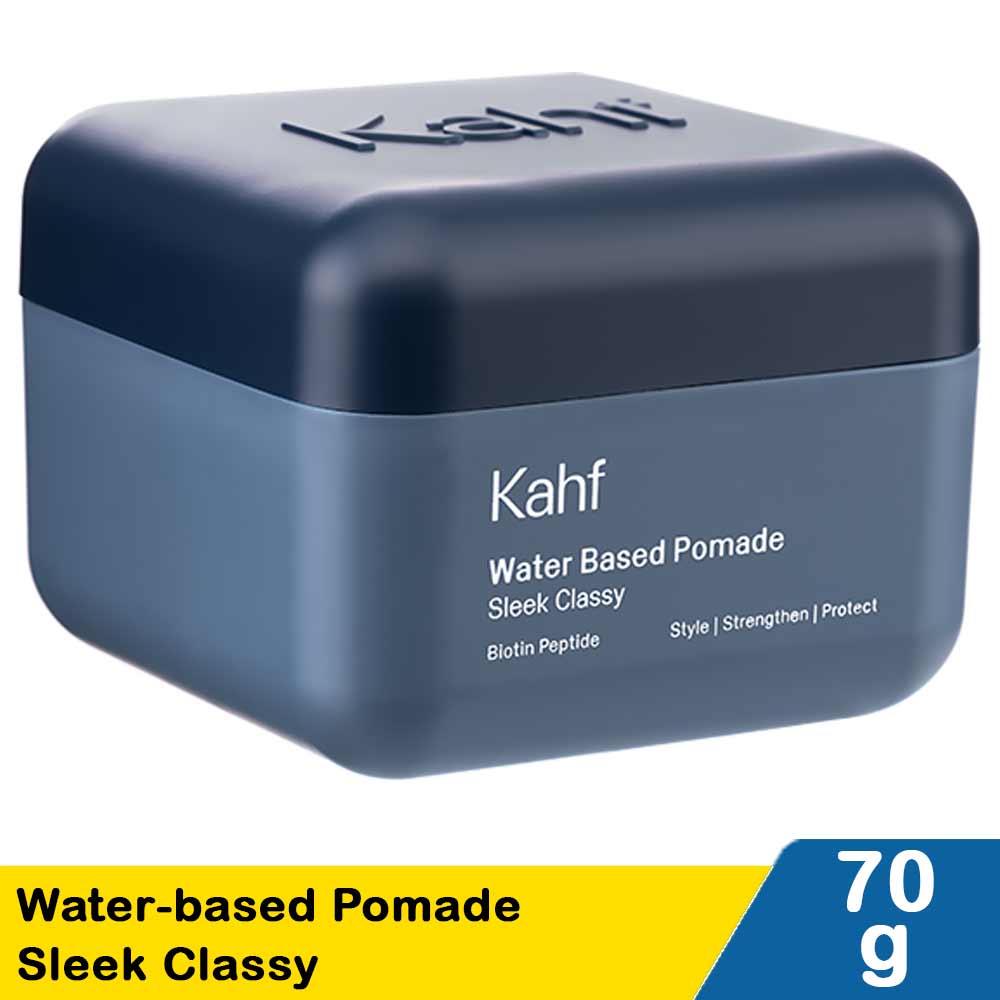 Kahf
Kahf
Water Based Pomade
Sleek Classy
Biotin Peptide
Style | Strengthen | Protect
Water-based Pomade
Sleek Classy
70
g